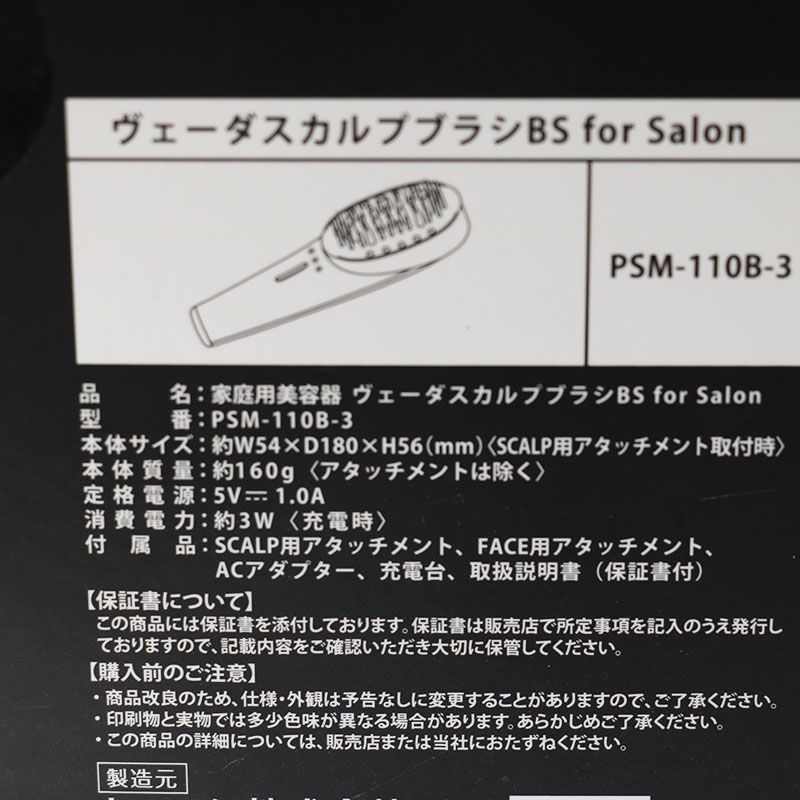 ヴェーダスカルプブラシBS for Salon
PSM-110B-3
品　　名：家庭用美容器 ヴェーダスカルプブラシBS for Salon
型　　番：PSM-110B-3
本体サイズ：約W54×D180×H56(mm)〈SCALP用アタッチメント取付時〉
本体質量：約160g〈アタッチメントは除く〉
定格電源：5V⎓1.0A
消費電力：約3W〈充電時〉
付　属　品：SCALP用アタッチメント、FACE用アタッチメント、
ACアダプター、充電台、取扱説明書（保証書付）
【保証書について】
この商品には保証書を添付しております。保証書は販売店で所定事項を記入のうえ発行し
ておりますので、記載内容をご確認いただき大切に保管してください。
【購入前のご注意】
・商品改良のため、仕様・外観は予告なしに変更することがありますので、ご了承ください。
・印刷物と実物では多少色味が異なる場合があります。あらかじめご了承ください。
・この商品の詳細については、販売店または当社におたずねください。
製造元